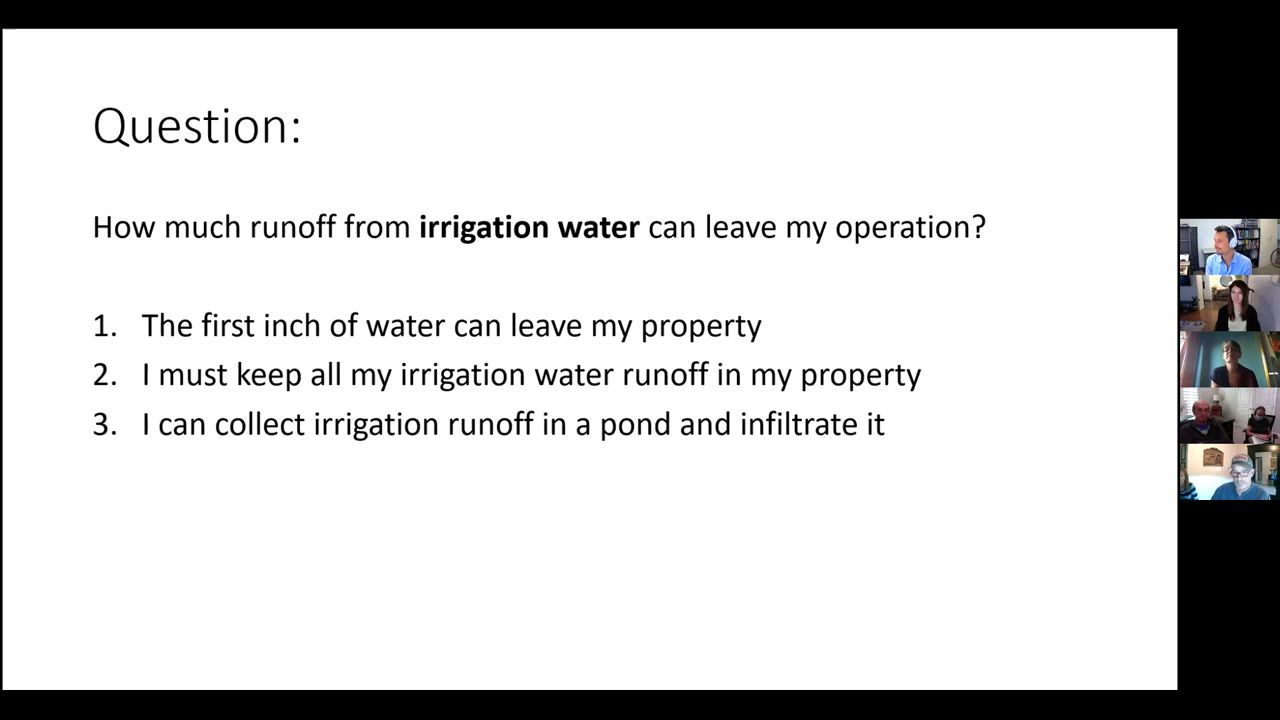 Question:
How much runoff from irrigation water can leave my operation?
1. The first inch of water can leave my property
2. I must keep all my irrigation water runoff in my property
3. I can collect irrigation runoff in a pond and infiltrate it